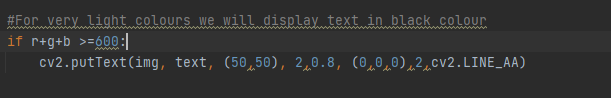 #For very light colours we will display text in black colour
if r+g+b >=600:
cv2.putText(img, text, (50,50), 2,0.8, (0,0,0),2,cv2.LINE_AA)